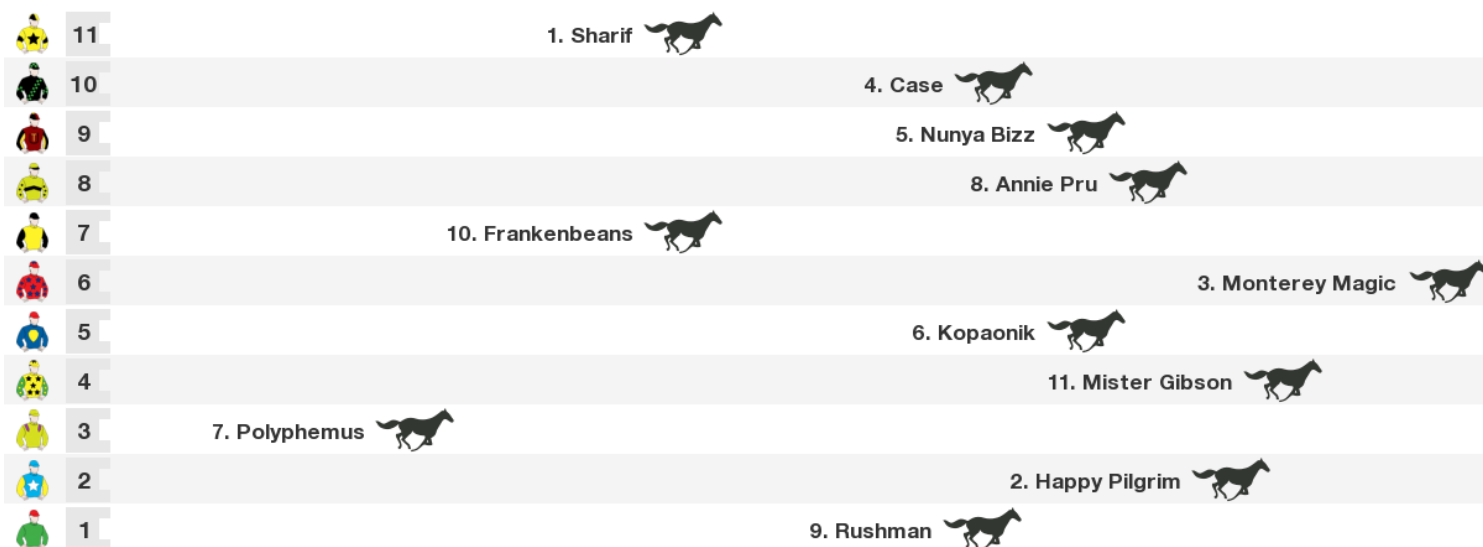 11 1. Sharif
10 4. Case
9 5. Nunya Bizz
8 8. Annie Pru
7 10. Frankenbeans
6 3. Monterey Magic
5 6. Kopaonik
4 11. Mister Gibson
3 7. Polyphemus
2 2. Happy Pilgrim
1 9. Rushman